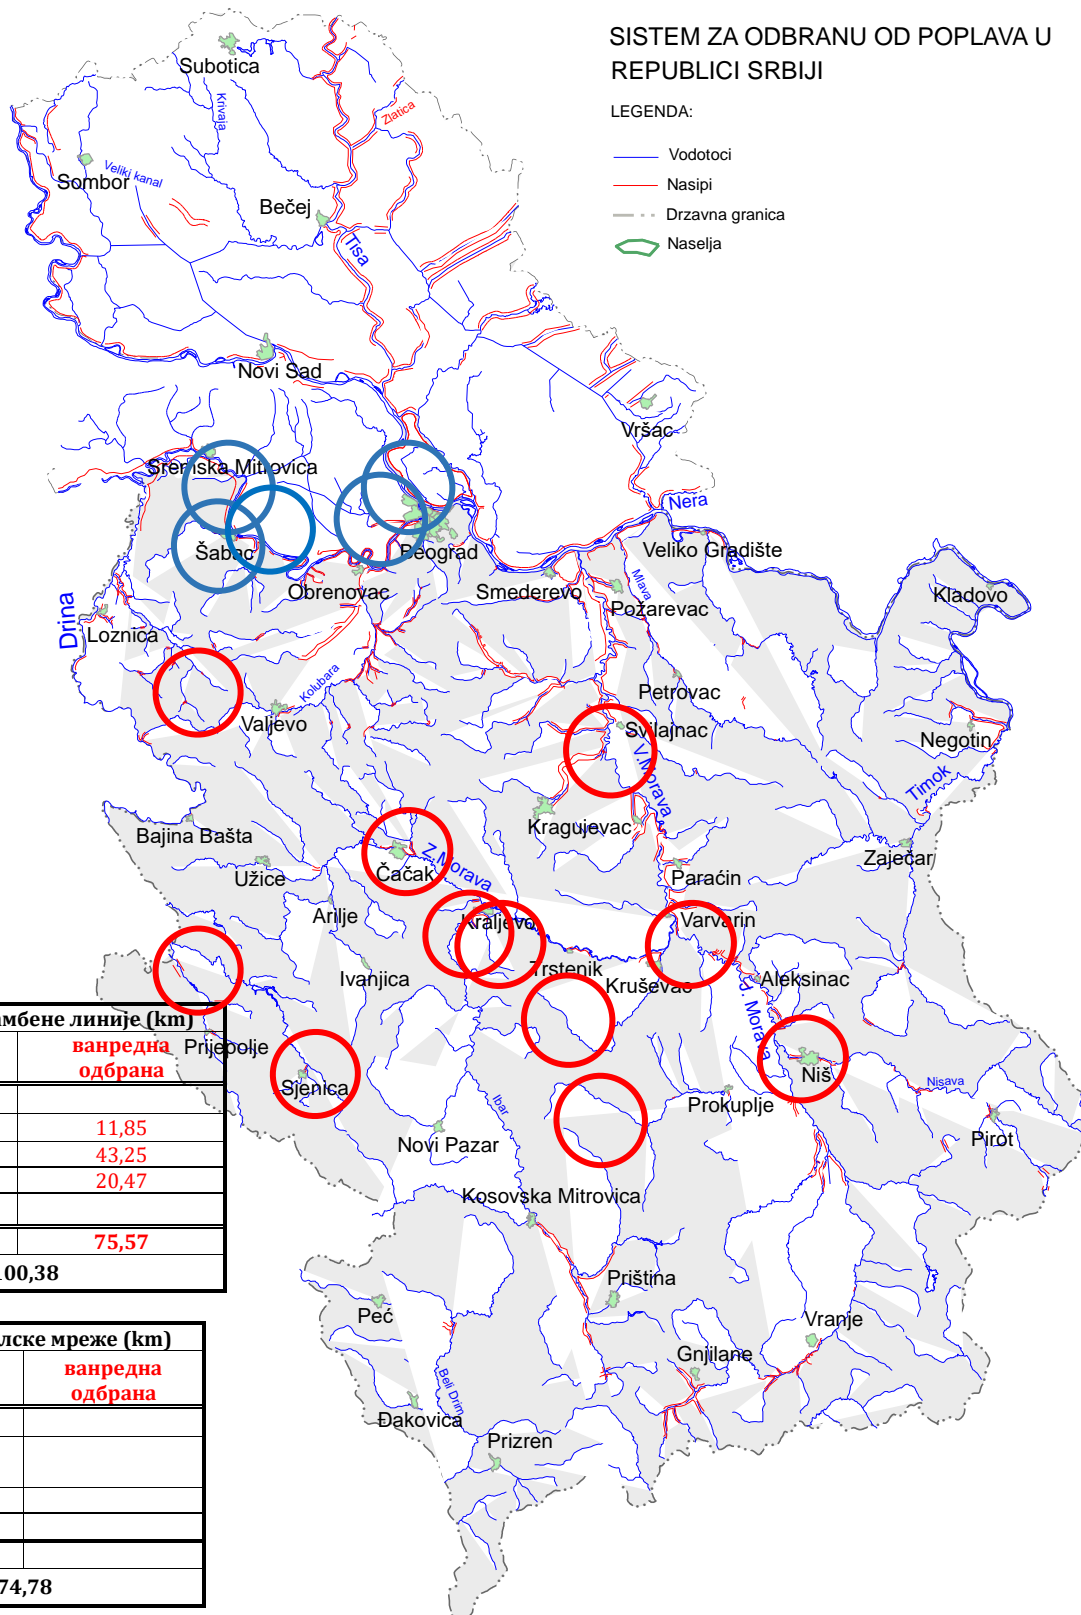 SISTEM ZA ODBRANU OD POPLAVA U
REPUBLICI SRBIJI
LEGENDA:
Vodotoci
Nasipi
Drzavna granica
Naselja
Subotica
Krivaja
Zlatica
Sombor
Veliki kanal
Bečej
Tisa
Novi Sad
Vršac
Sremska Mitrovica
Nera
Šabac
Beograd
Veliko Gradište
Obrenovac
Smederevo
Mlava
Požarevac
Kladovo
Drina
Loznica
Kolubara
Petrovac
Valjevo
Svilajnac
Negotin
V.Morava
Timok
Bajina Bašta
Kragujevac
Užice
Čačak
Z.Morava
Zaječar
Paraćin
Arilje
Kraljevo
Varvarin
Ivanjica
Trstenik
Kruševac
Aleksinac
J. Morava
Prijepolje
Sjenica
Niš
Nisava
Ibar
Prokuplje
Pirot
Novi Pazar
Kosovska Mitrovica
Priština
Peć
Vranje
Gnjilane
Beli Drim
Đakovica
Prizren
амбене линије (km)
ванредна
одбрана
11,85
43,25
20,47
75,57
100,38
лске мреже (km)
ванредна
одбрана
74,78